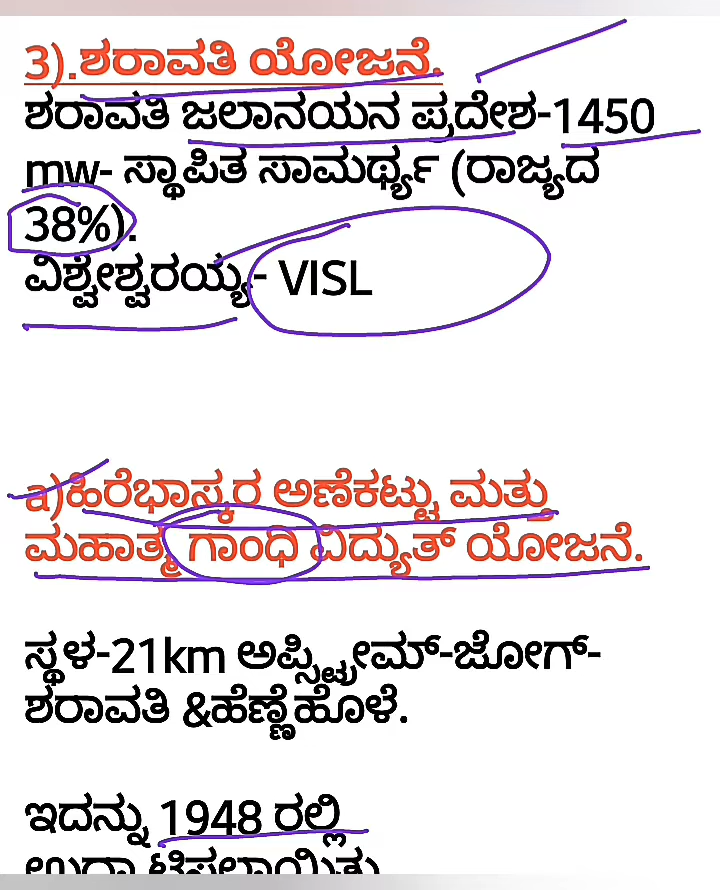 3).ಶರಾವತಿ ಯೋಜನೆ.
ಶರಾವತಿ ಜಲಾನಯನ ಪ್ರದೇಶ-1450
mw- ಸ್ಥಾಪಿತ ಸಾಮರ್ಥ್ಯ (ರಾಜ್ಯದ
38%).
ವಿಶ್ವೇಶ್ವರಯ್ಯ- VISL
a)ಹಿರೆಭಾಸ್ಕರ ಅಣೆಕಟ್ಟು ಮತ್ತು
ಮಹಾತ್ಮ ಗಾಂಧಿ ವಿದ್ಯುತ್ ಯೋಜನೆ.
ಸ್ಥಳ-21km ಅಪ್ಸ್ಟ್ರೀಮ್-ಜೋಗ್-
ಶರಾವತಿ &ಹೆಣ್ಣೆಹೊಳೆ.
ಇದನ್ನು 1948 ರಲ್ಲಿ